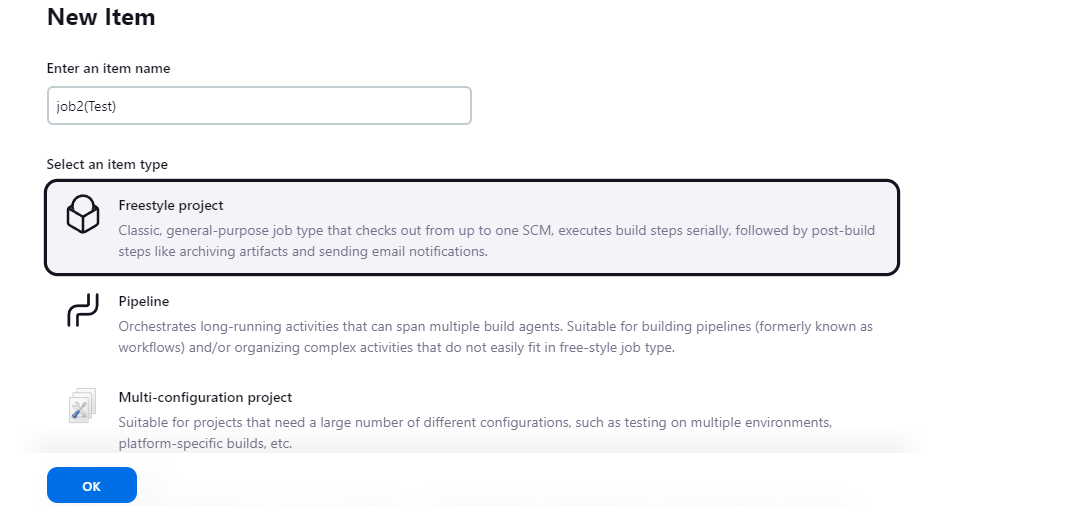 New Item
Enter an item name
job2(Test)
Select an item type
Freestyle project
Classic, general-purpose job type that checks out from up to one SCM, executes build steps serially, followed by post-build
steps like archiving artifacts and sending email notifications.
Pipeline
Orchestrates long-running activities that can span multiple build agents. Suitable for building pipelines (formerly known as
workflows) and/or organizing complex activities that do not easily fit in free-style job type.
Multi-configuration project
Suitable for projects that need a large number of different configurations, such as testing on multiple environments,
platform-specific builds, etc.
OK